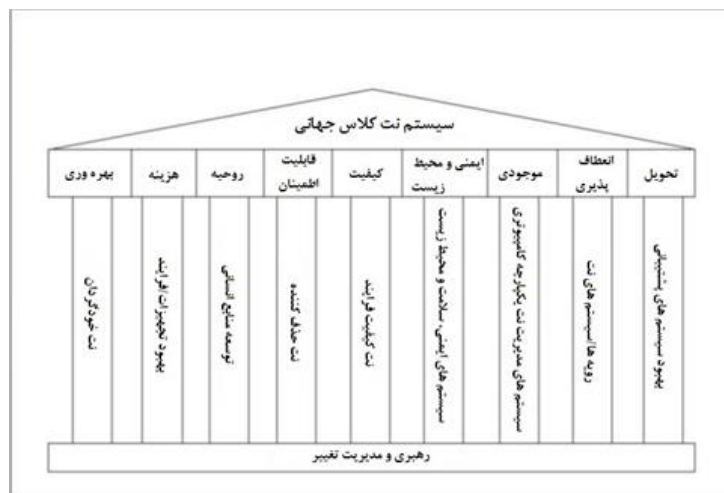 سیستم نت کلاس جهانی
تحویل
انعطاف
پذیری
موجودی
ایمنی و محیط
زیست
کیفیت
قابلیت
اطمینان
روحیه
هزینه
بهره وری
بهبود سیستم های پشتیبانی
رویه ها/سیستم های نت
سیستم های مدیریت نت یکپارچه کامپیوتری
سیستم های ایمنی، سلامت و محیط زیست
نت کیفیت فرایند
نت حذف کننده
توسعه منابع انسانی
بهبود تجهیزات/فرایند
نت خودگردان
رهبری و مدیریت تغییر